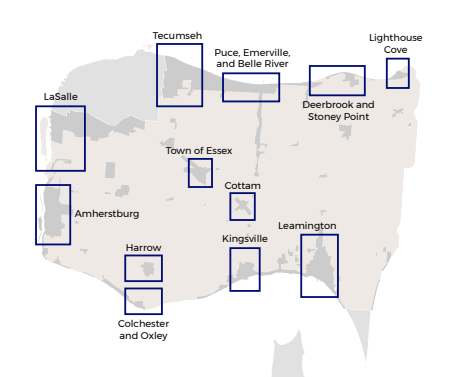 Tecumseh
Puce, Emerville,
and Belle River
Lighthouse
Cove
LaSalle
Deerbrook and
Stoney Point
Town of Essex
Cottam
Amherstburg
Leamington
Kingsville
Harrow
Colchester
and Oxley